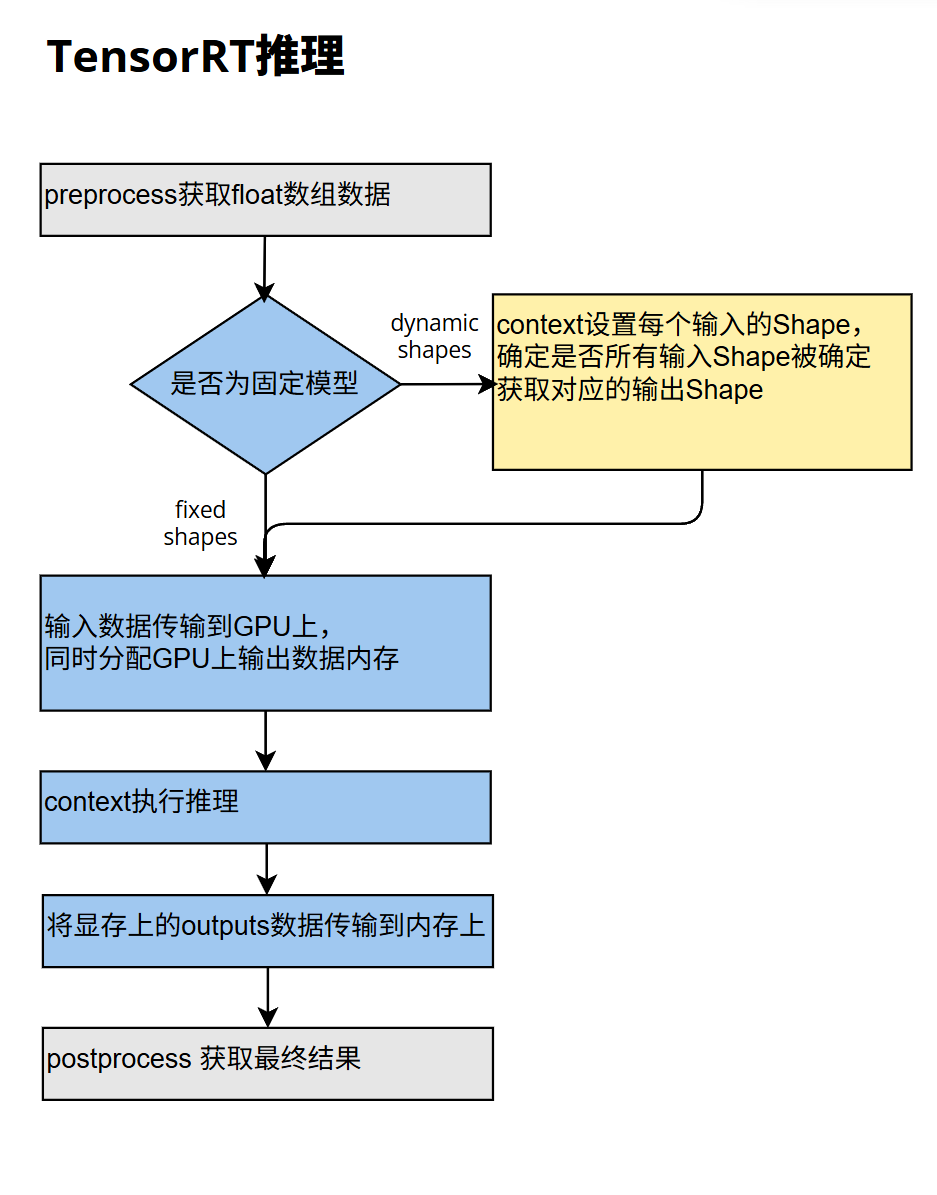 TensorRT推理
preprocess获取float数组数据
是否为固定模型
dynamic
shapes
context设置每个输入的Shape，
确定是否所有输入Shape被确定
获取对应的输出Shape
fixed
shapes
输入数据传输到GPU上，
同时分配GPU上输出数据内存
context执行推理
将显存上的outputs数据传输到内存上
postprocess 获取最终结果